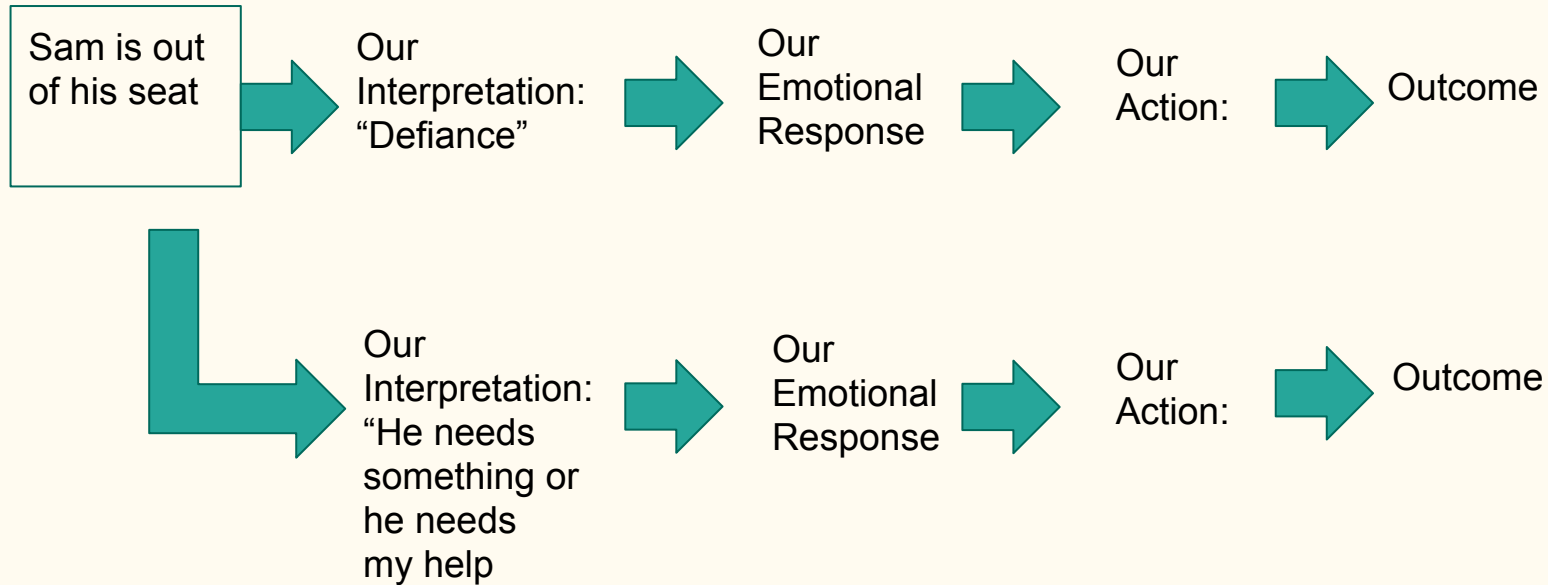 Sam is out
of his seat
Our
Interpretation:
“Defiance”
Our
Emotional
Response
Our
Action:
Outcome
Our
Interpretation:
“He needs
something or
he needs
my help
Our
Emotional
Response
Our
Action:
Outcome